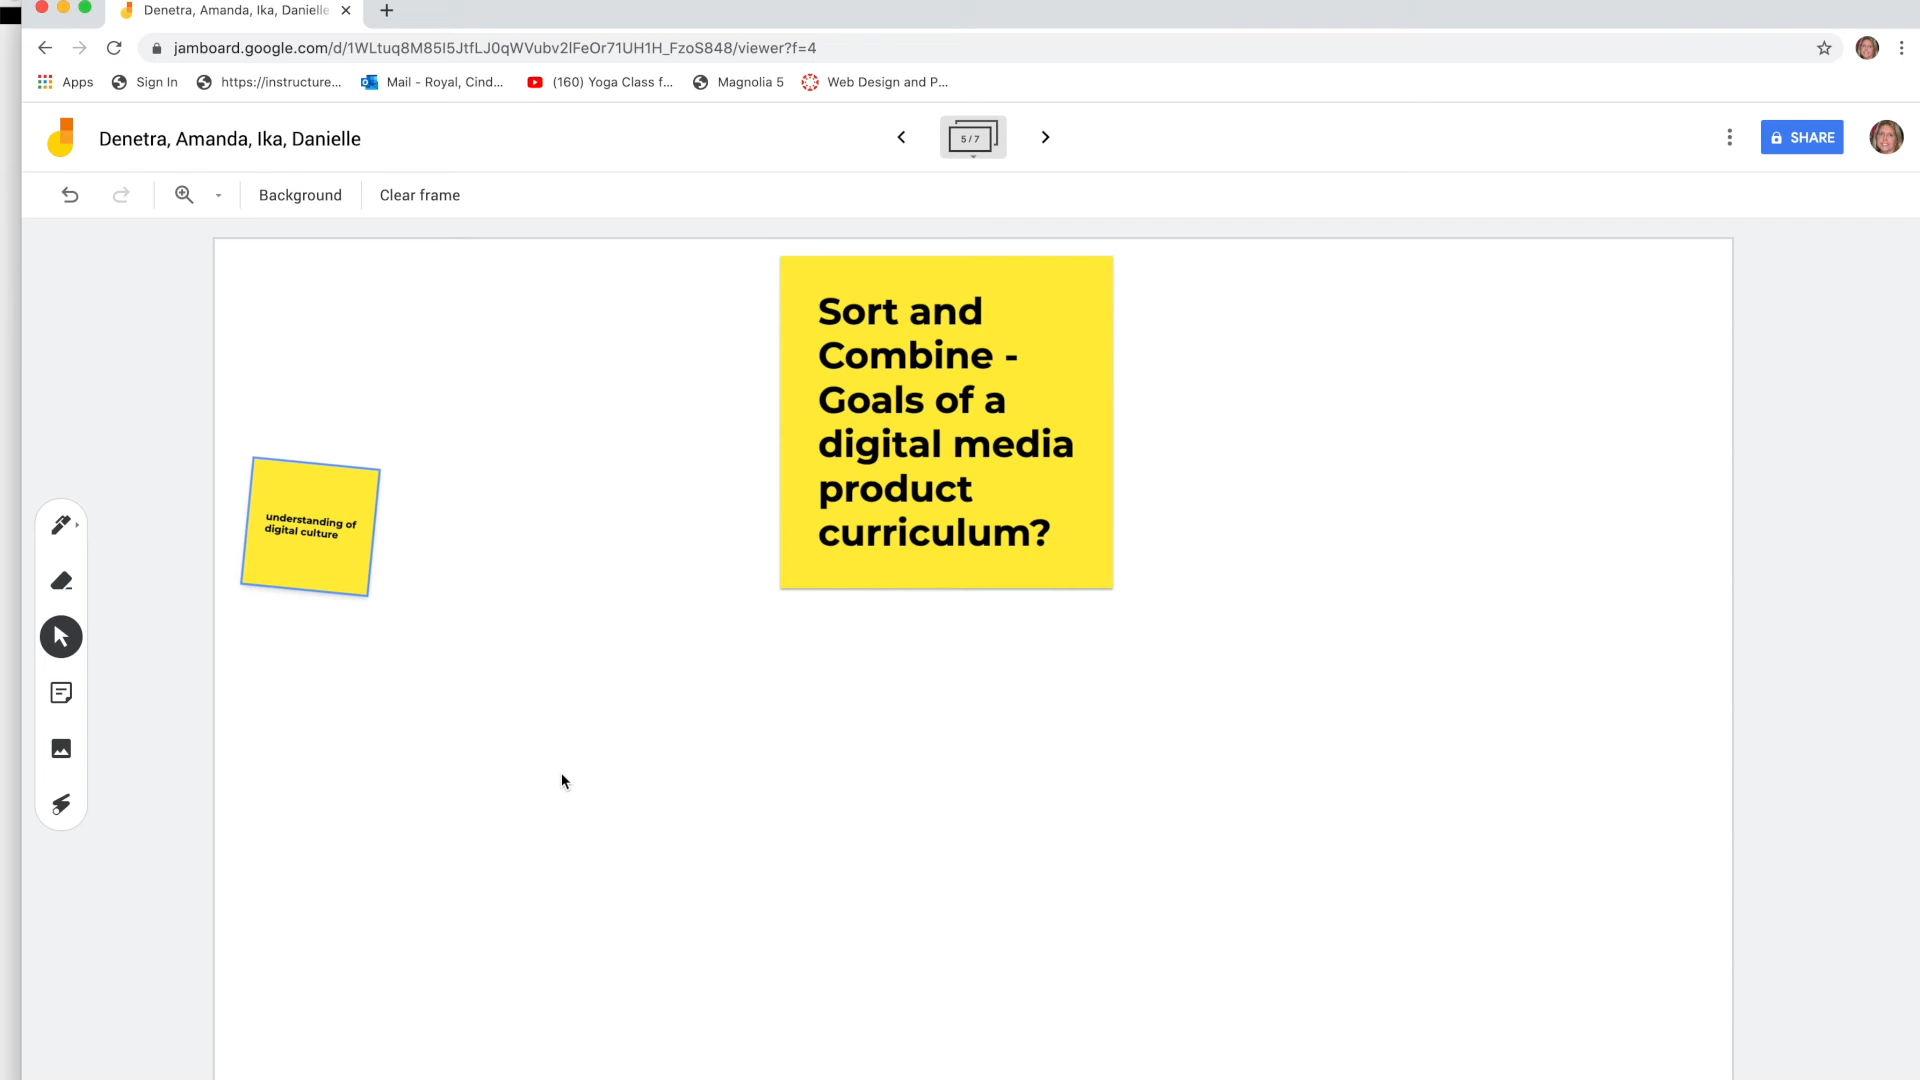 Denetra, Amanda, Ika, Danielle
jamboard.google.com/d/1WLtuq8M85I5JtfLJ0qWVubv2IFeOr71UH1H_FzoS848/viewer?f=4
Apps
Sign In
https://instructure...
Mail - Royal, Cind...
(160) Yoga Class f...
Magnolia 5
Web Design and P...
Denetra, Amanda, Ika, Danielle
5 / 7
SHARE
Background
Clear frame
Sort and
Combine -
Goals of a
digital media
product
curriculum?
understanding of
digital culture